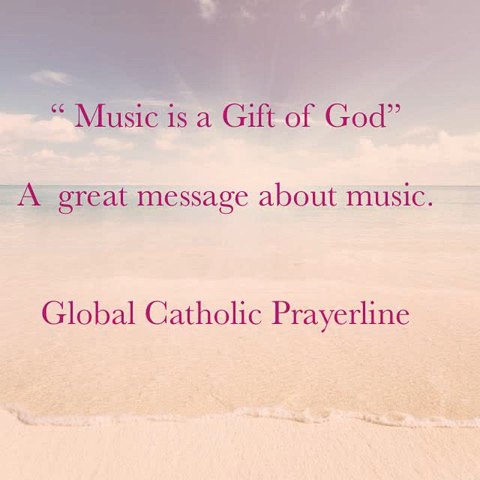 “ Music is a Gift of God”
A  great message about music.
Global Catholic Prayerline